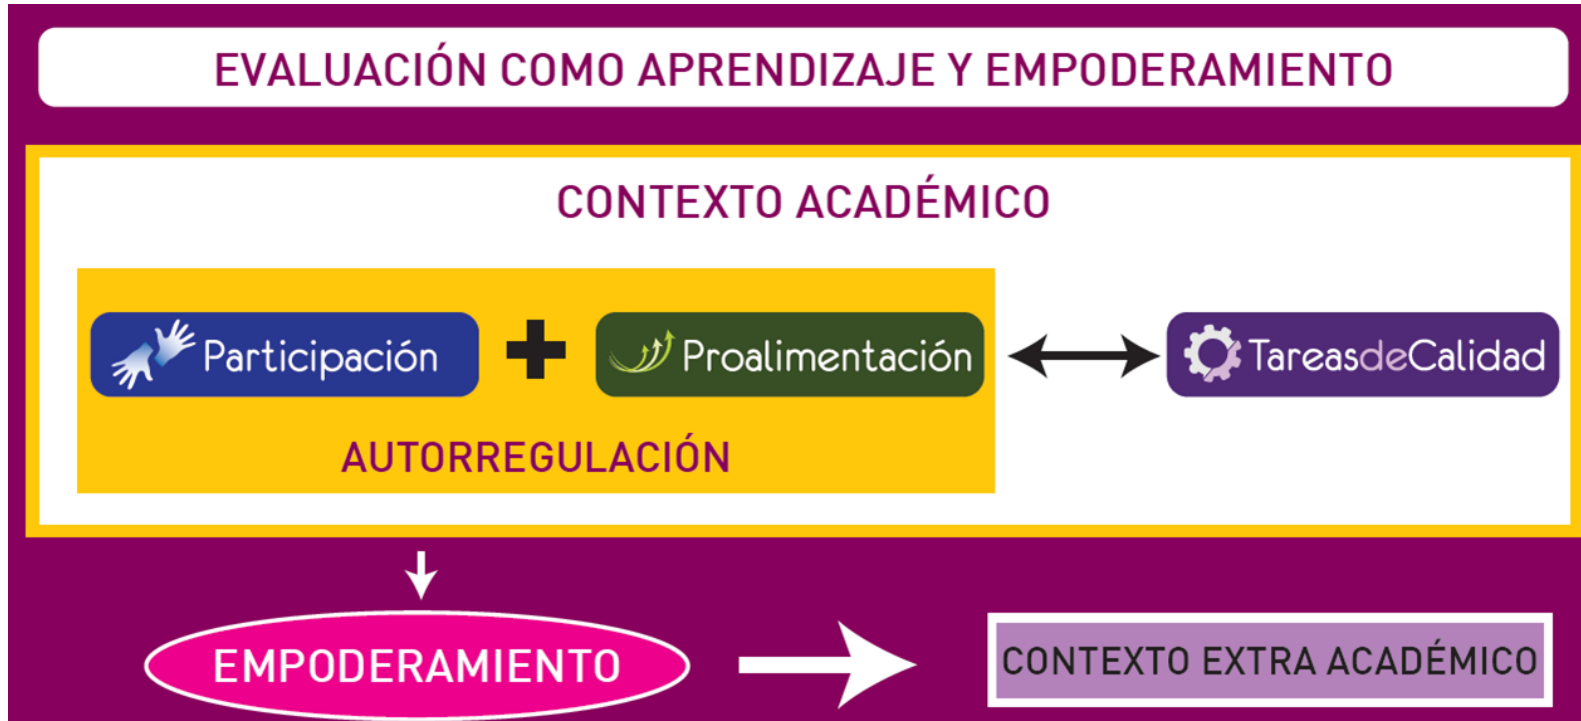 EVALUACIÓN COMO APRENDIZAJE Y EMPODERAMIENTO
CONTEXTO ACADÉMICO
Participación
Proalimentación
TareasdeCalidad
AUTORREGULACIÓN
EMPODERAMIENTO
CONTEXTO EXTRA ACADÉMICO